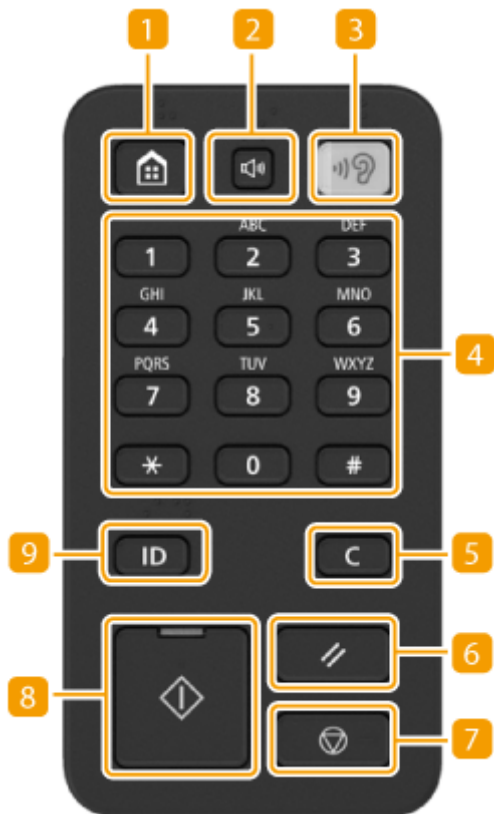 1 2 3
ABC DEF
1 2 3
GHI JKL MNO
4 5 6
4
PQRS TUV WXYZ
7 8 9
* 0 #
9 ID C 5
6
8
7